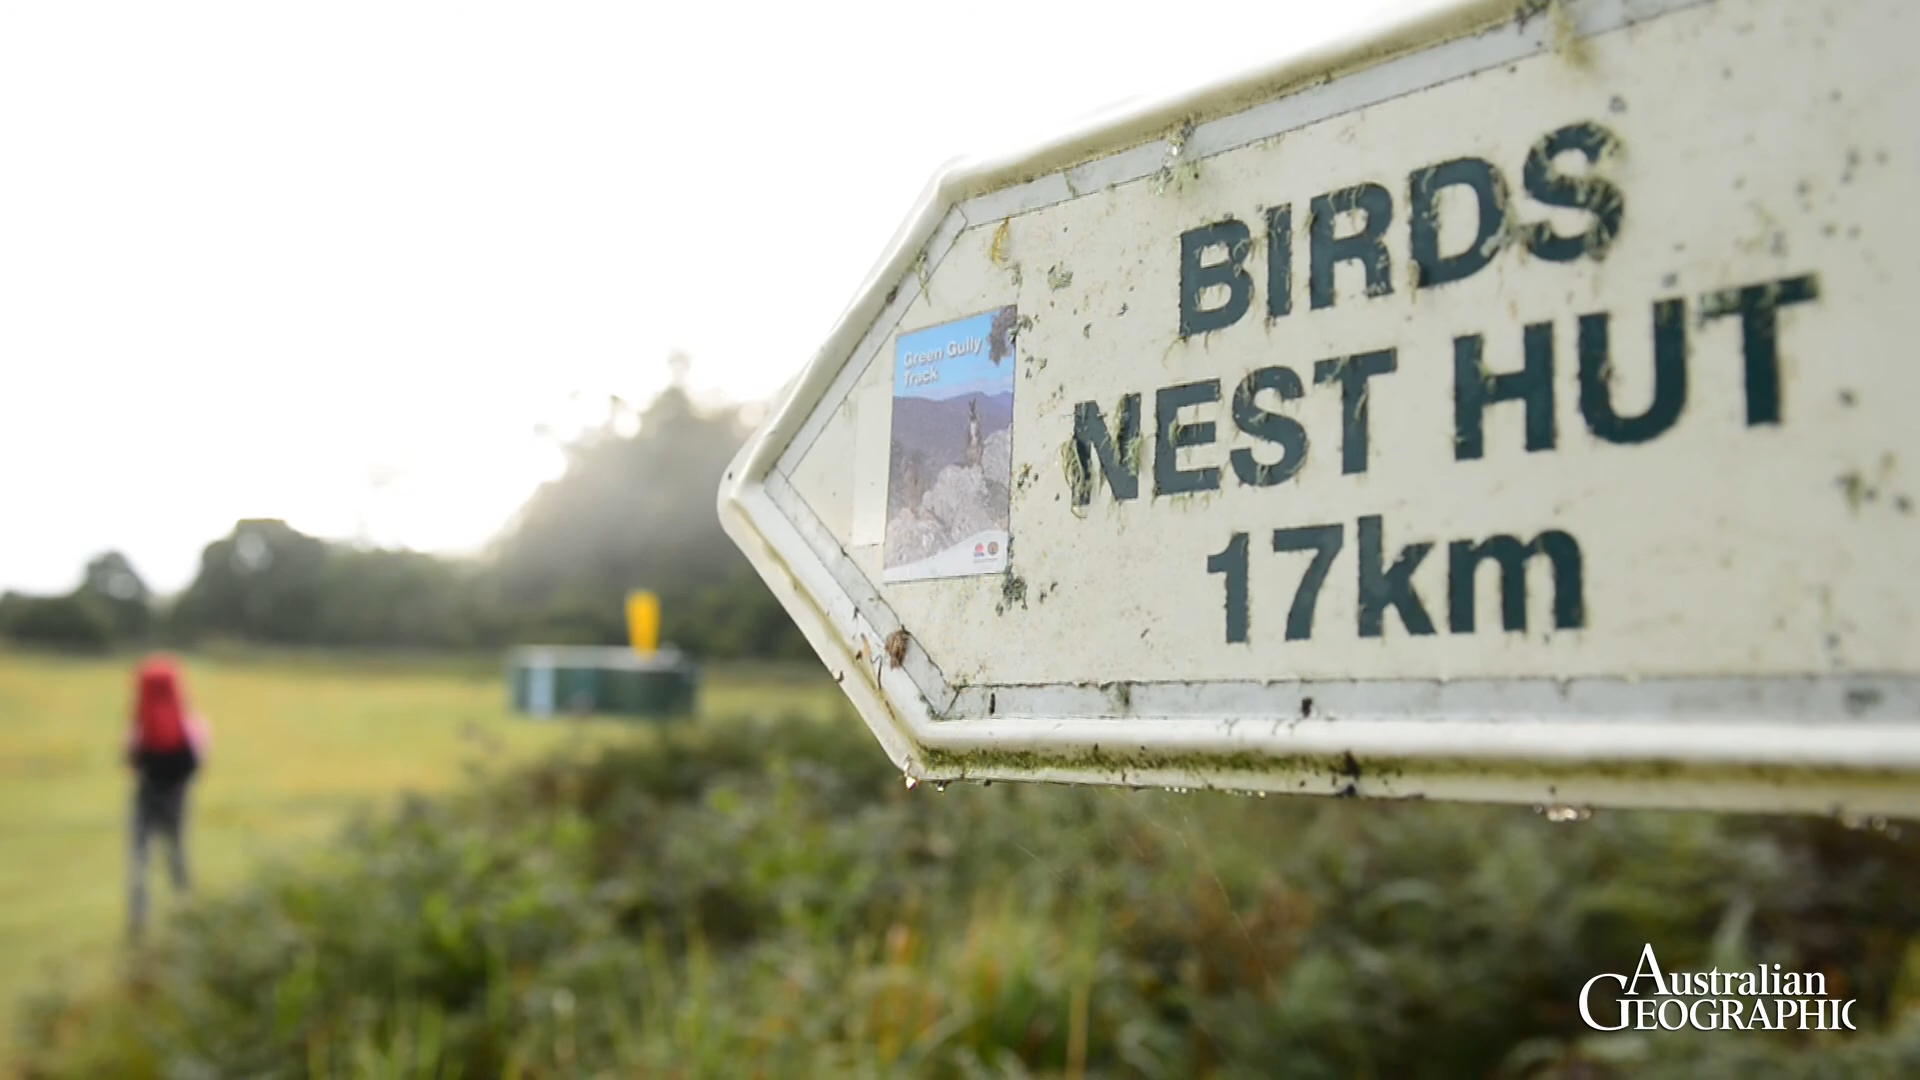 BIRDS
NEST HUT
17km
Green Gully
Track
Australian
GEOGRAPHIC